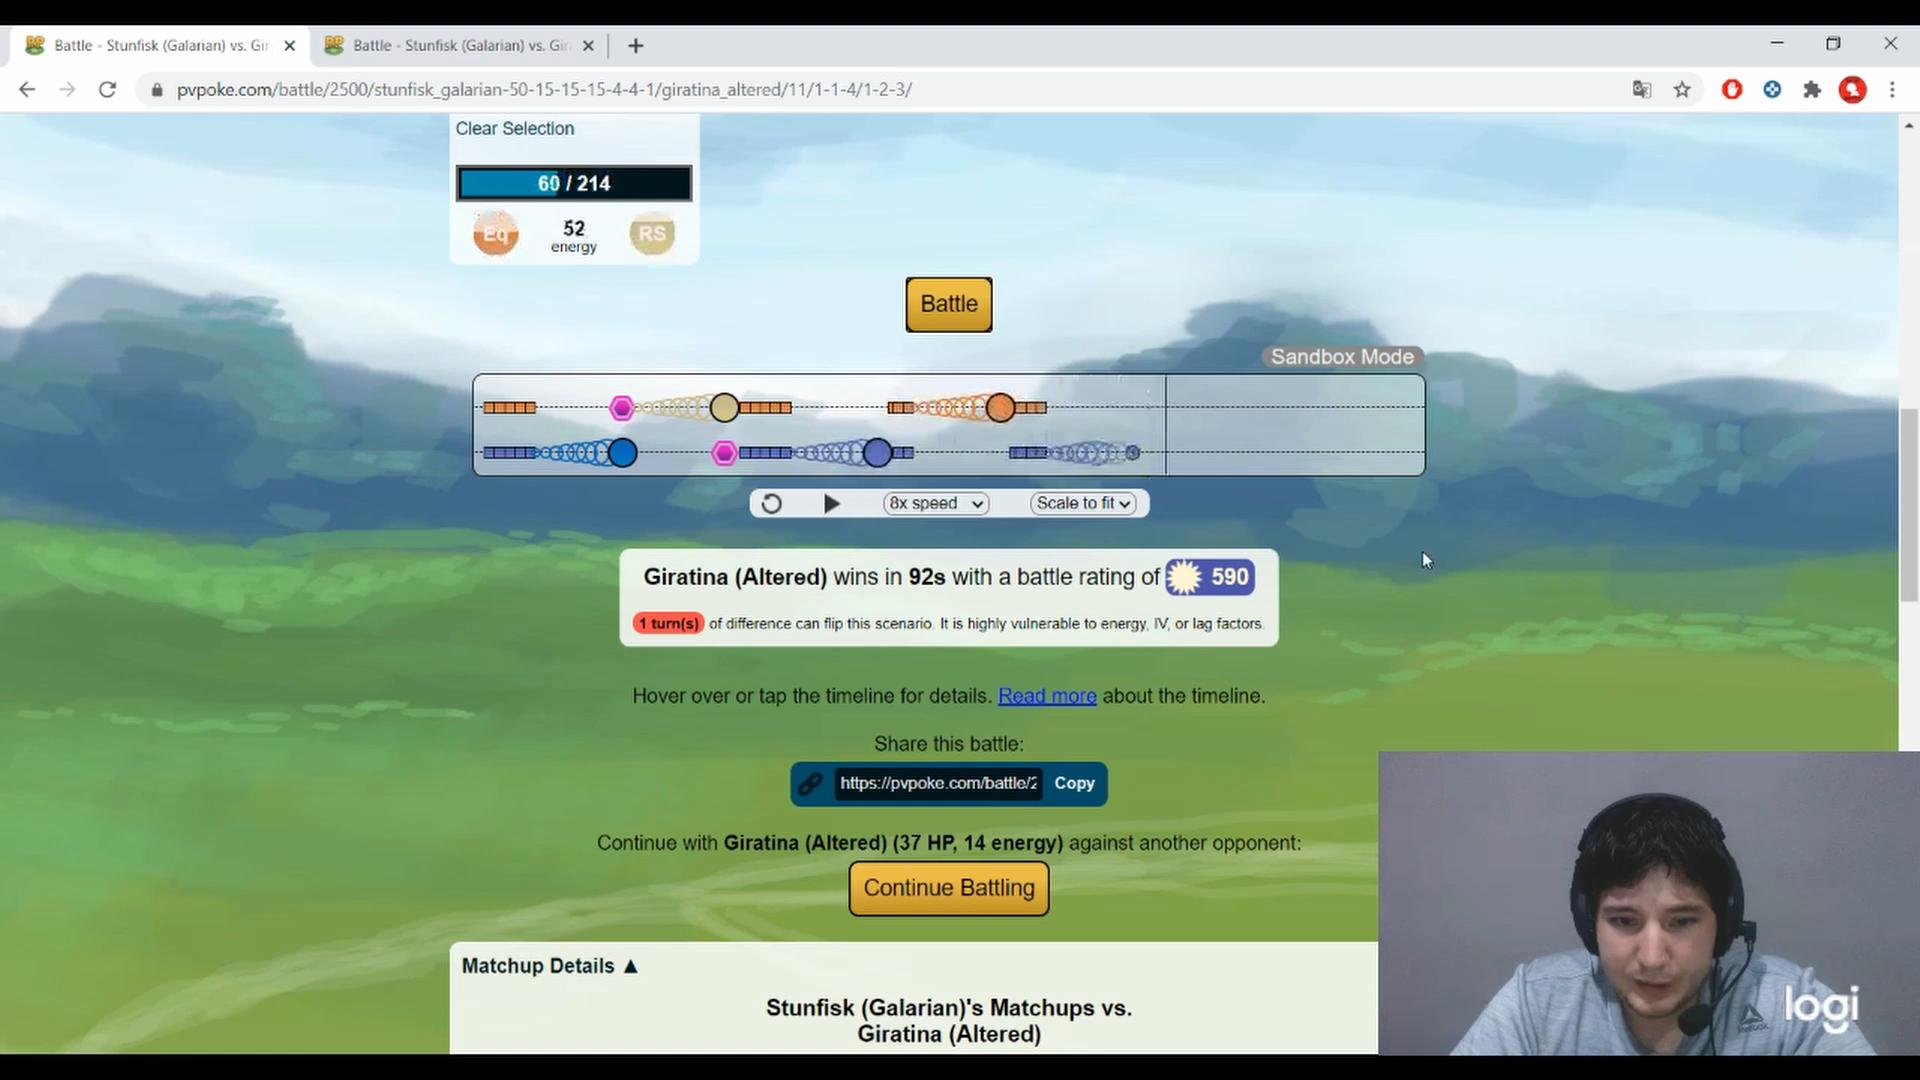 Battle - Stunfisk (Galarian) vs. Gir
Battle - Stunfisk (Galarian) vs. Gir
pvpoke.com/battle/2500/stunfisk_galarian-50-15-15-15-4-4-1/giratina_altered/11/1-1-4/1-2-3/
Clear Selection
60 / 214
Eq
52
energy
RS
Battle
Sandbox Mode
8x speed
Scale to fit
Giratina (Altered) wins in 92s with a battle rating of 590
1 turn(s) of difference can flip this scenario. It is highly vulnerable to energy, IV, or lag factors.
Hover over or tap the timeline for details. Read more about the timeline.
Share this battle:
https://pvpoke.com/battle/2 Copy
Continue with Giratina (Altered) (37 HP, 14 energy) against another opponent:
Continue Battling
Matchup Details ▲
Stunfisk (Galarian)'s Matchups vs.
Giratina (Altered)
logi